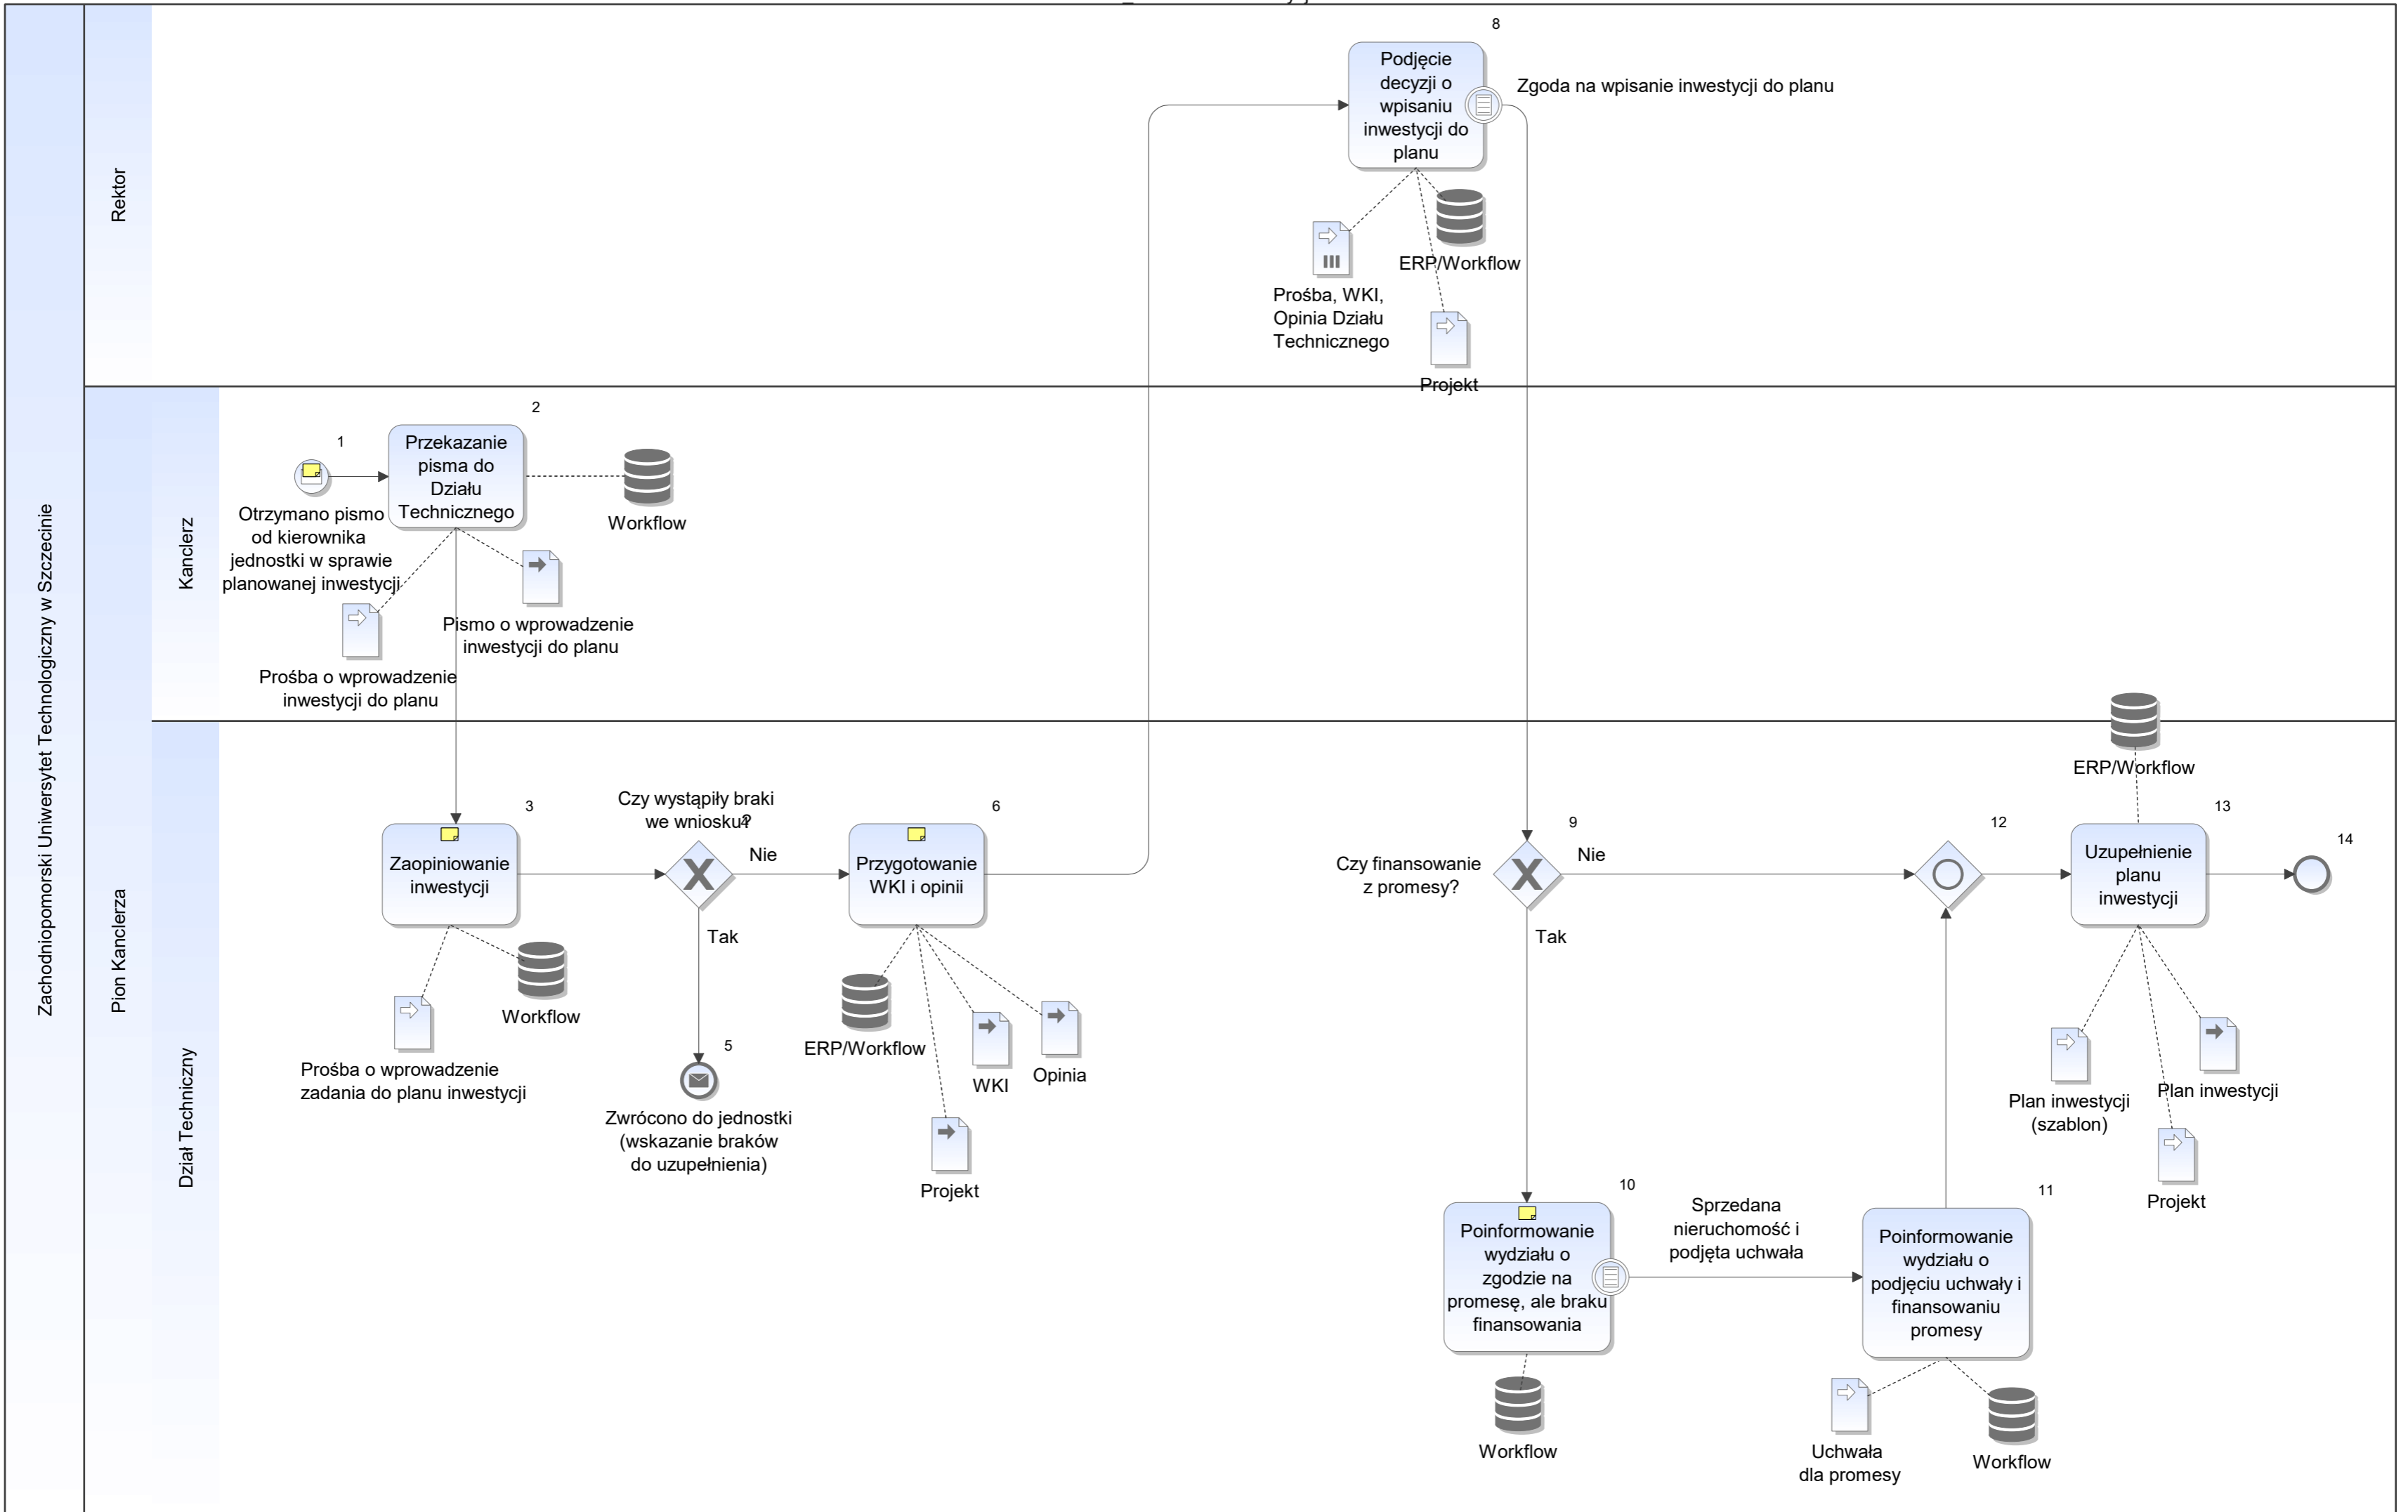 8
Podjęcie
decyzji o
wpisaniu
inwestycji do
planu
Zgoda na wpisanie inwestycji do planu
ERP/Workflow
Prośba, WKI,
Opinia Działu
Technicznego
Projekt
Rektor
Zachodniopomorski Uniwersytet Technologiczny w Szczecinie
Pion Kanclerza
Kanclerz
1
Otrzymano pismo
od kierownika
jednostki w sprawie
planowanej inwestycji
2
Przekazanie
pisma do
Działu
Technicznego
Workflow
Pismo o wprowadzenie
inwestycji do planu
Prośba o wprowadzenie
inwestycji do planu
Dział Techniczny
3
Zaopiniowanie
inwestycji
Workflow
Prośba o wprowadzenie
zadania do planu inwestycji
Czy wystąpiły braki
we wniosku?
4
Nie
Tak
5
Zwrócono do jednostki
(wskazanie braków
do uzupełnienia)
6
Przygotowanie
WKI i opinii
ERP/Workflow
WKI
Opinia
Projekt
9
Czy finansowanie
z promesy?
Nie
Tak
10
Poinformowanie
wydziału o
zgodzie na
promesę, ale braku
finansowania
Workflow
Sprzedana
nieruchomość i
podjęta uchwała
11
Poinformowanie
wydziału o
podjęciu uchwały i
finansowaniu
promesy
Uchwała
dla promesy
Workflow
12
ERP/Workflow
13
Uzupełnienie
planu
inwestycji
Plan inwestycji
(szablon)
Plan inwestycji
Projekt
14